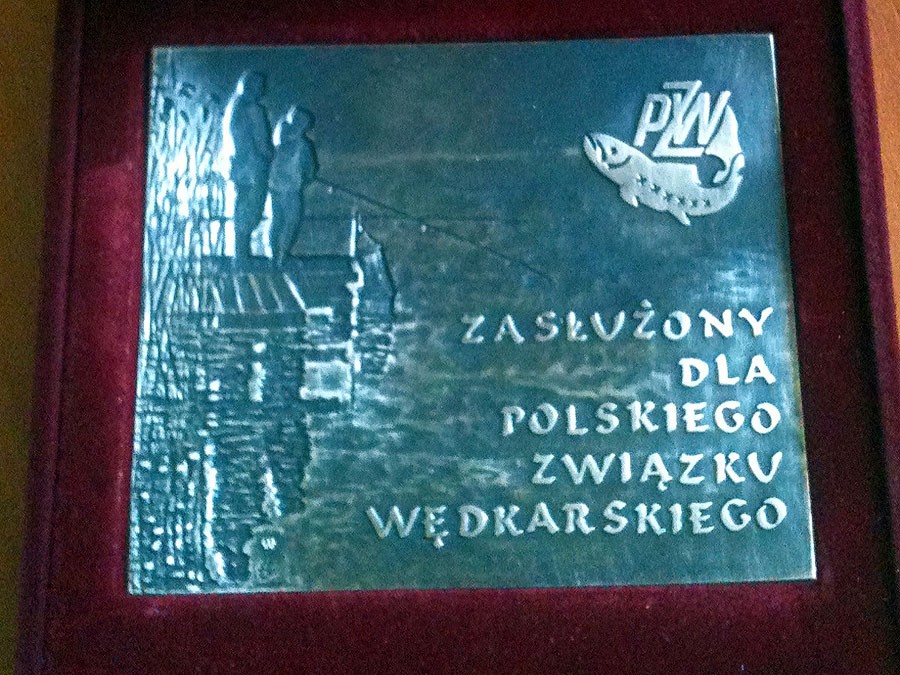 PZW
ZASŁUŻONY
DLA
POLSKIEGO
ZWIĄZKU
WĘDKARSKIEGO
W